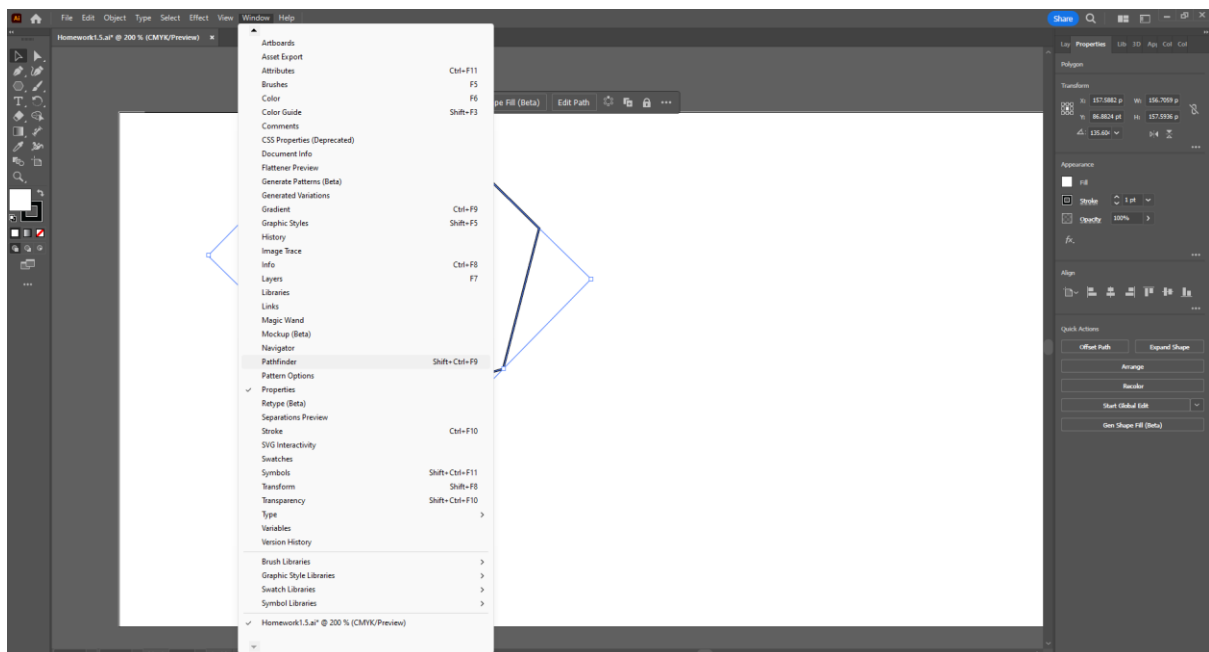 Ai File Edit Object Type Select Effect View Window Help Share
Homework1.5.ai* @ 200 % (CMYK/Preview) ×
Artboards
Asset Export
Attributes Ctrl+F11
Brushes F5
Color F6
Color Guide Shift+F3
Comments
CSS Properties (Deprecated)
Document Info
Flattener Preview
Generate Patterns (Beta)
Generated Variations
Gradient Ctrl+F9
Graphic Styles Shift+F5
History
Image Trace
Info Ctrl+F8
Layers F7
Libraries
Links
Magic Wand
Mockup (Beta)
Navigator
Pathfinder Shift+Ctrl+F9
Pattern Options
Properties
Retype (Beta)
Separations Preview
Stroke Ctrl+F10
SVG Interactivity
Swatches
Symbols Shift+Ctrl+F11
Transform Shift+F8
Transparency Shift+Ctrl+F10
Type
Variables
Version History
Brush Libraries
Graphic Style Libraries
Swatch Libraries
Symbol Libraries
Homework1.5.ai* @ 200 % (CMYK/Preview)
pe Fill (Beta) Edit Path
Lay Properties Lib 3D Col Col
Polygon
Transform
X: 157.5882 p W: 156.7059 p
Y: 86.8824 pt H: 157.5936 p
Appearance
Fill
Stroke 1 pt
Opacity 100%
fx.
Align
Quick Actions
Offset Path Expand Shape
Arrange
Recolor
Start Global Edit
Gen Shape Fill (Beta)